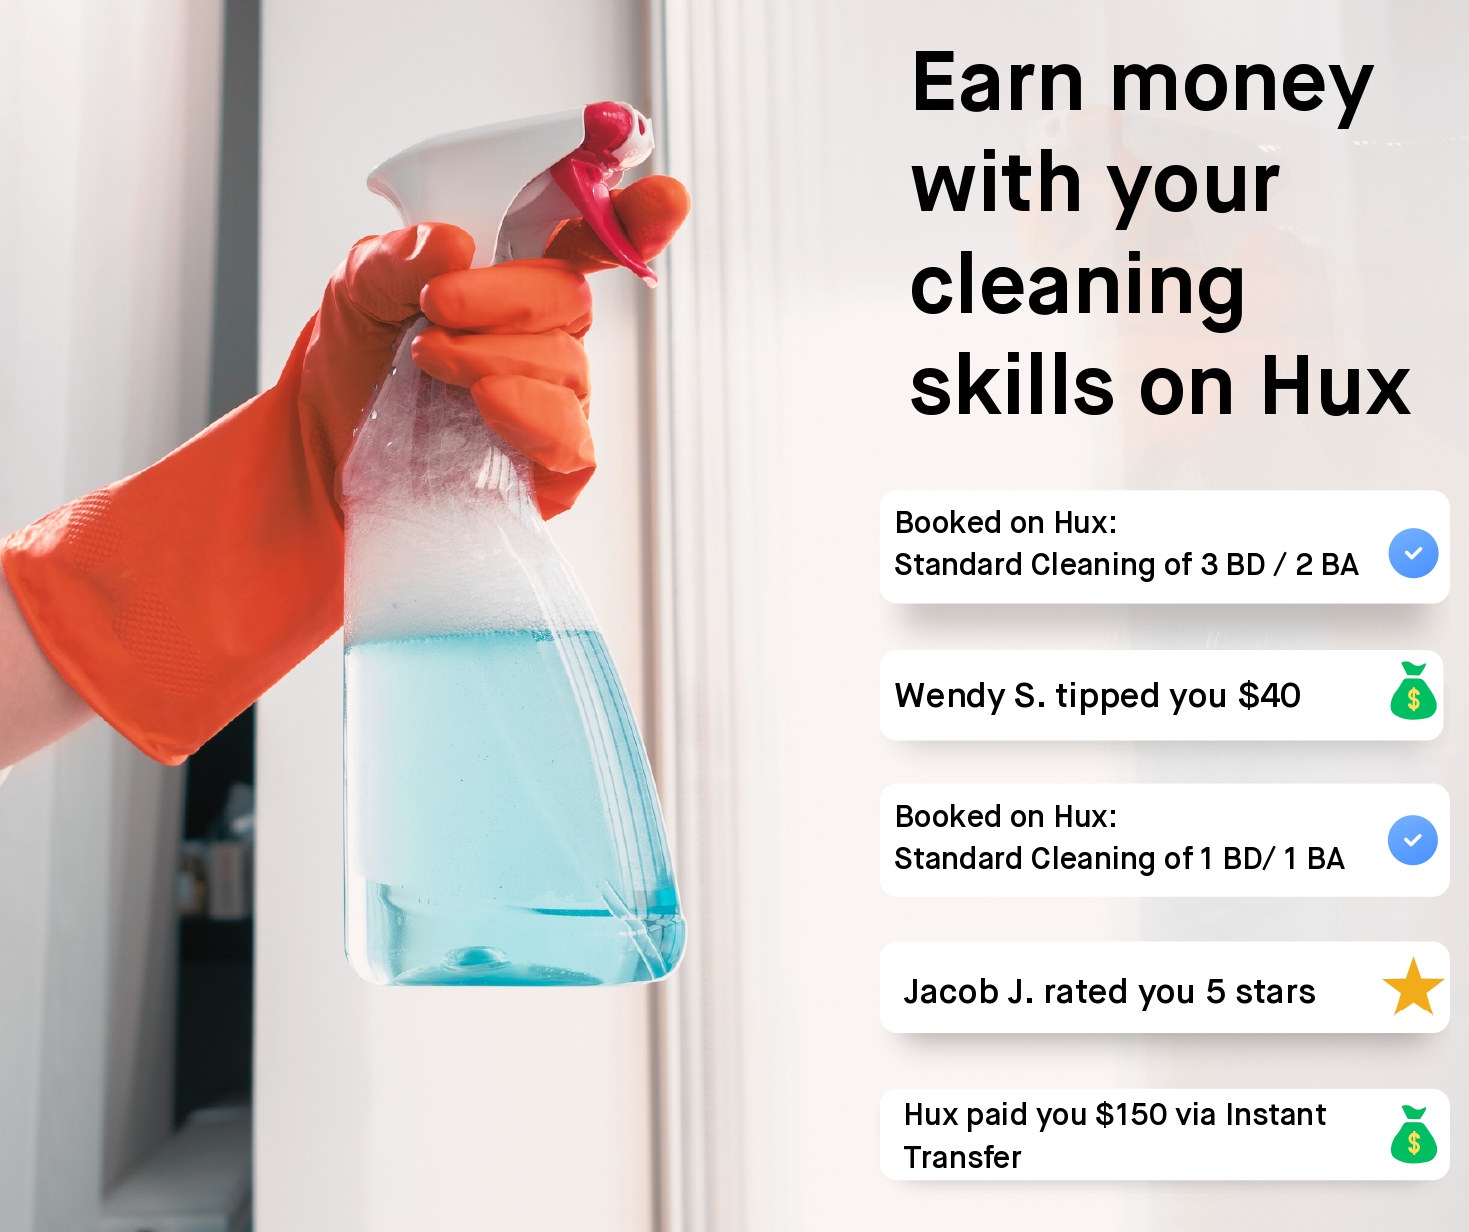 Earn money
with your
cleaning
skills on Hux
Booked on Hux:
Standard Cleaning of 3 BD / 2 BA
Wendy S. tipped you $40
Booked on Hux:
Standard Cleaning of 1 BD/ 1 BA
Jacob J. rated you 5 stars
Hux paid you $150 via Instant
Transfer